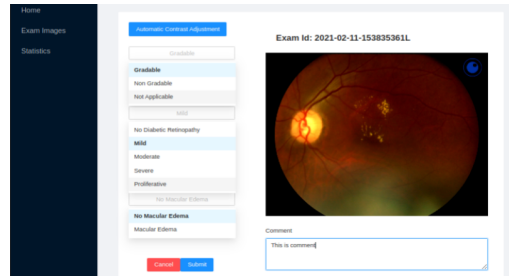 Home
Exam Images
Statistics
Automatic Contrast Adjustment
Gradable
Gradable
Non Gradable
Not Applicable
Mild
No Diabetic Retinopathy
Mild
Moderate
Severe
Proliferative
No Macular Edema
No Macular Edema
Macular Edema
Cancel
Submit
Exam Id: 2021-02-11-153835361L
Comment
This is comment